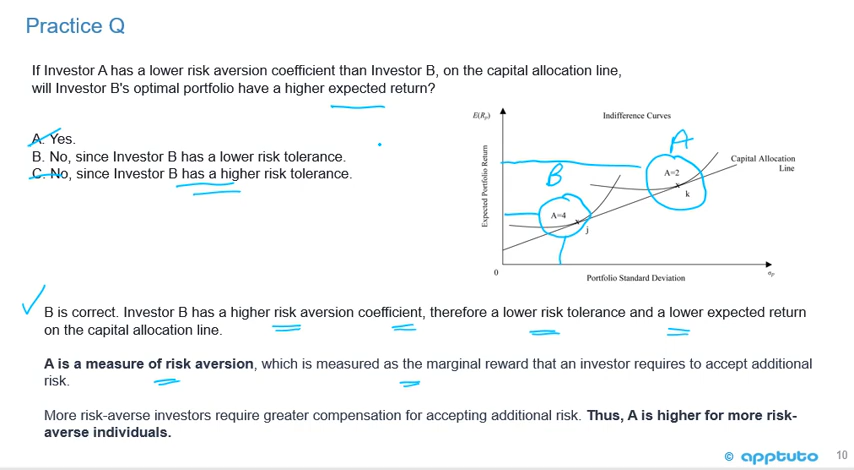 Practice Q
If Investor A has a lower risk aversion coefficient than Investor B, on the capital allocation line,
will Investor B's optimal portfolio have a higher expected return?
A. Yes.
B. No, since Investor B has a lower risk tolerance.
C. No, since Investor B has a higher risk tolerance.
E(Rp)
Indifference Curves
A
Capital Allocation
Line
A=2
k
B
A=4
j
Expected Portfolio Return
0
Portfolio Standard Deviation
σp
B is correct. Investor B has a higher risk aversion coefficient, therefore a lower risk tolerance and a lower expected return
on the capital allocation line.
A is a measure of risk aversion, which is measured as the marginal reward that an investor requires to accept additional
risk.
More risk-averse investors require greater compensation for accepting additional risk. Thus, A is higher for more risk-
averse individuals.
© apptuto 10